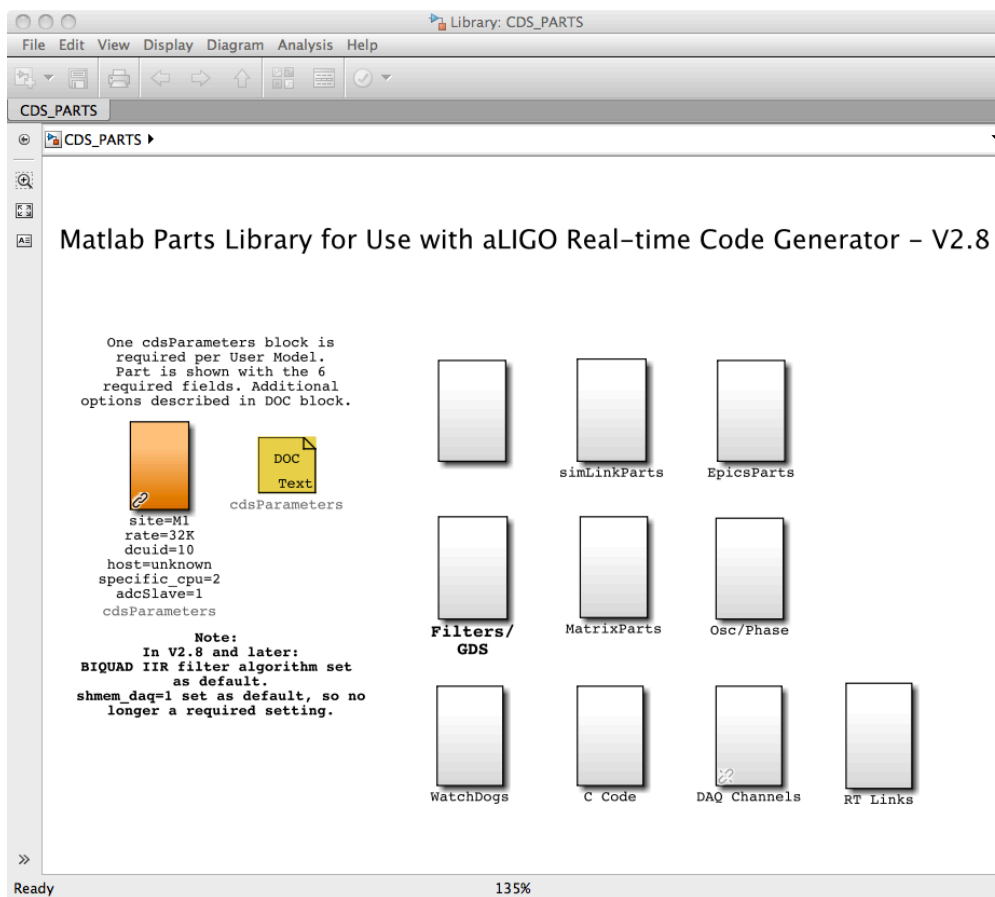 Library: CDS_PARTS
File Edit View Display Diagram Analysis Help
CDS_PARTS
CDS_PARTS
Matlab Parts Library for Use with aLIGO Real-time Code Generator - V2.8
One cdsParameters block is
required per User Model.
Part is shown with the 6
required fields. Additional
options described in DOC block.
DOC
Text
cdsParameters
site=M1
rate=32K
dcuid=10
host=unknown
specific_cpu=2
adcSlave=1
cdsParameters
Note:
In V2.8 and later:
BIQUAD IIR filter algorithm set
as default.
shmem_daq=1 set as default, so no
longer a required setting.
simLinkParts
EpicsParts
Filters/
GDS
MatrixParts
Osc/Phase
WatchDogs
C Code
DAQ Channels
RT Links
Ready
135%